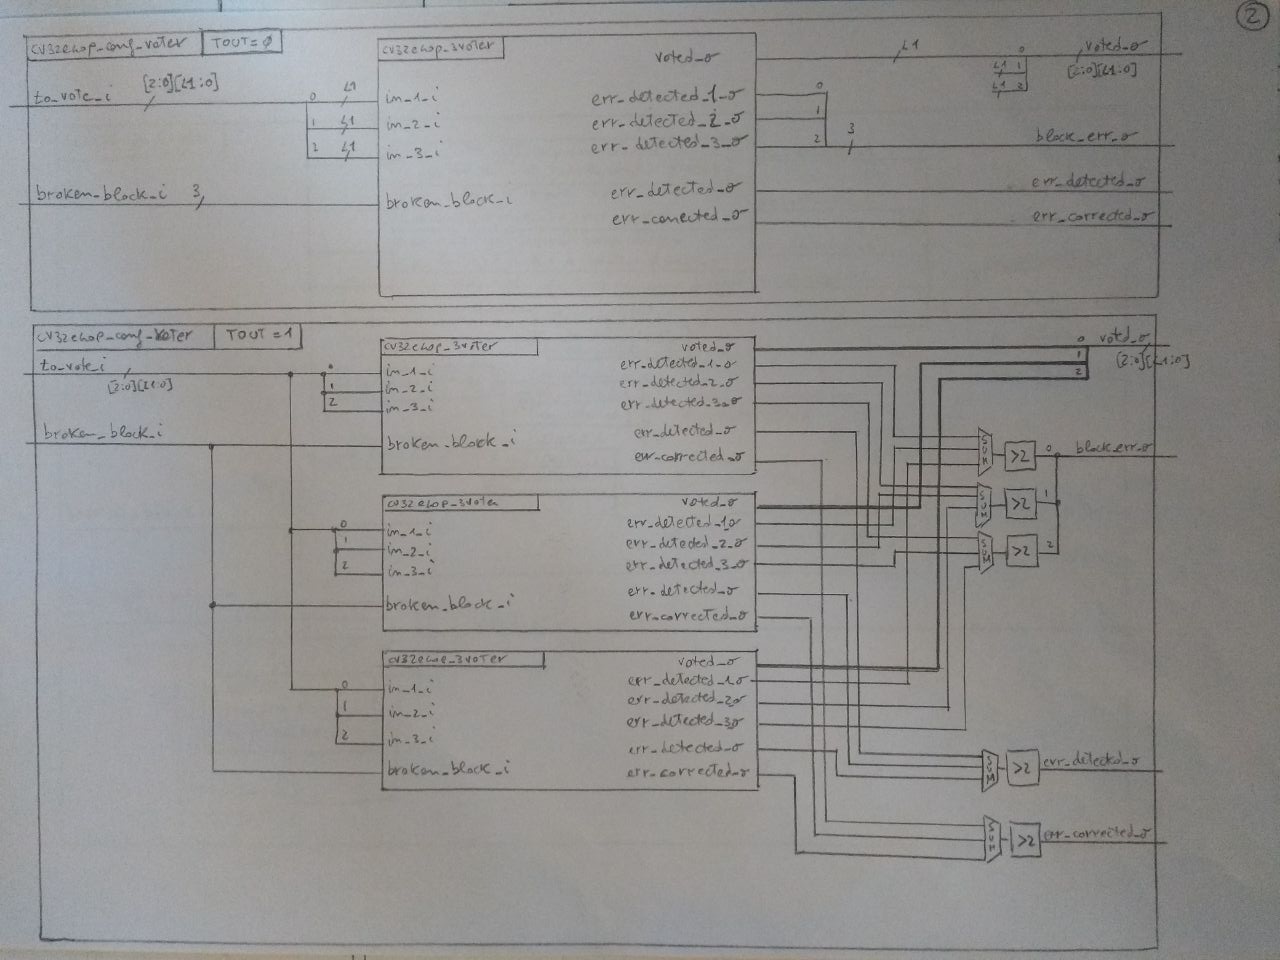 2
cv32e40p_conf_voter TOUT=0
to_vote_i [2:0][L1:0]
0 L1
1 L1
2 L1
broken_block_i 3
cv32e40p_3voter
in_1_i
in_2_i
in_3_i
broken_block_i
voted_o
err_detected_1_o
err_detected_2_o
err_detected_3_o
err_detected_o
err_corrected_o
0
1
2
3
L1
0
L1 1
L1 2
voted_o
[2:0][L1:0]
block_err_o
err_detected_o
err_corrected_o
cv32e40p_conf_voter TOUT=1
to_vote_i
[2:0][L1:0]
broken_block_i
cv32e40p_3voter
1
2
in_1_i
in_2_i
in_3_i
broken_block_i
voted_o
err_detected_1_o
err_detected_2_o
err_detected_3_o
err_detected_o
err_corrected_o
cv32e40p_3voter
0
1
2
in_1_i
in_2_i
in_3_i
broken_block_i
voted_o
err_detected_1o
err_detected_2_o
err_detected_3_o
err_detected_o
err_corrected_o
cv32e40p_3voter
0
1
2
in_1_i
in_2_i
in_3_i
broken_block_i
voted_o
err_detected_1o
err_detected_2o
err_detected_3o
err_detected_o
err_corrected_o
0
1
2
voted_o
[2:0][L1:0]
SUM >2 0
block_err_o
SUM >2 1
SUM >2 2
SUM >2 err_detected_o
SUM >2 err_corrected_o